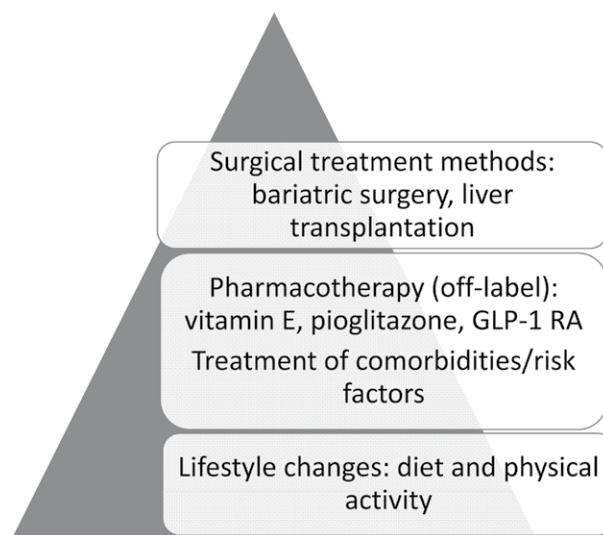 Surgical treatment methods:
bariatric surgery, liver
transplantation
Pharmacotherapy (off-label):
vitamin E, pioglitazone, GLP-1 RA
Treatment of comorbidities/risk
factors
Lifestyle changes: diet and physical
activity